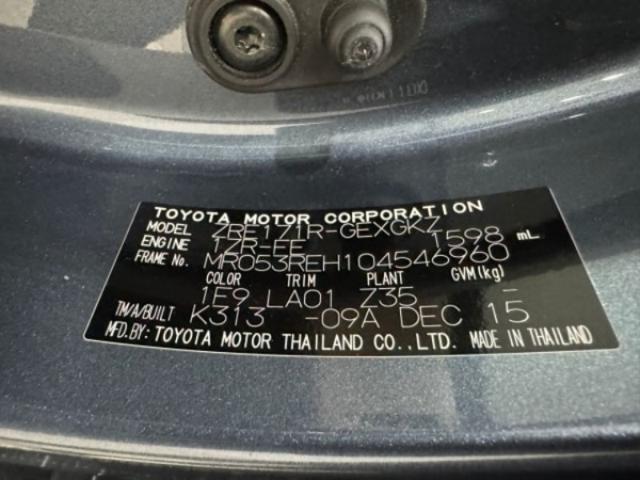 TOYOTA MOTOR CORPORATION
MODEL ZRE171R-GEXGKZ
ENGINE 1ZR-FE 1598 mL
FRAME No. MR053REH104546960
COLOR TRIM PLANT GVM(kg)
1E9 LA01 Z35 -
TM/A/BUILT K313 -09A DEC 15
MFD.BY:TOYOTA MOTOR THAILAND CO.,LTD. MADE IN THAILAND